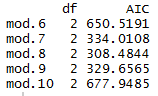 df AIC
mod.6 2 650.5191
mod.7 2 334.0108
mod.8 2 308.4844
mod.9 2 329.6565
mod.10 2 677.9485